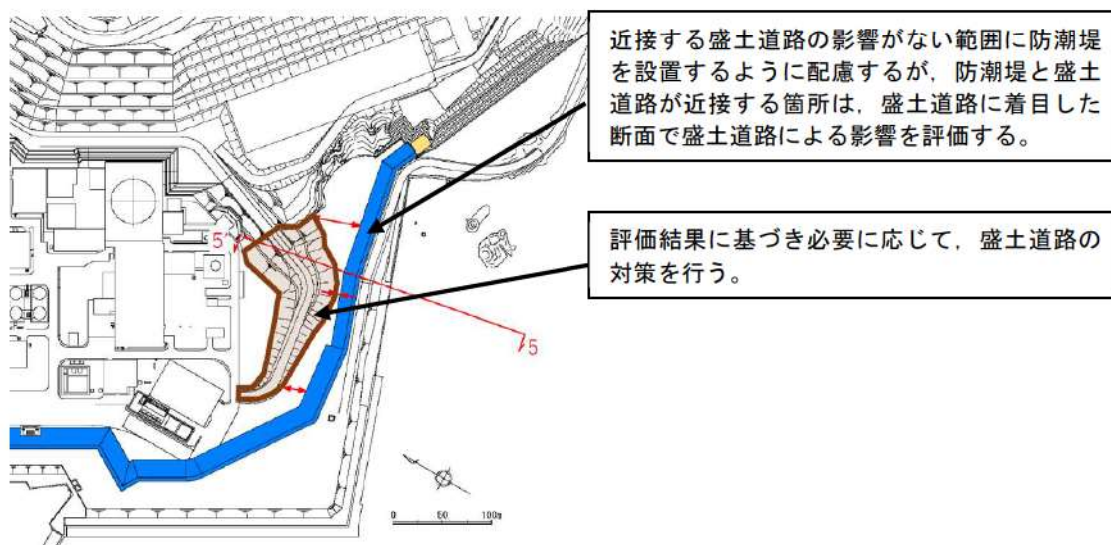 近接する盛土道路の影響がない範囲に防潮堤
を設置するように配慮するが，防潮堤と盛土
道路が近接する箇所は，盛土道路に着目した
断面で盛土道路による影響を評価する。
評価結果に基づき必要に応じて，盛土道路の
対策を行う。
5
5
0 50 100m